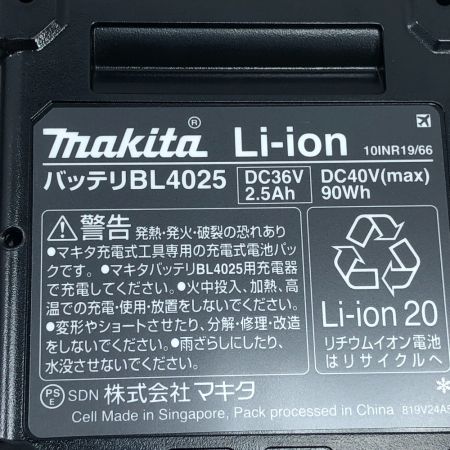 makita® Li-ion 10INR19/66
バッテリBL4025 DC36V 2.5Ah DC40V(max) 90Wh
警告 発熱・発火・破裂の恐れあり
●マキタ充電式工具専用の充電式電池パッ
クです。●マキタバッテリBL4025用充電器
で充電してください。●火中投入、加熱、高
温での充電・使用・放置をしないでください。
●変形やショートさせたり、分解・修理・改造
をしないでください。●雨ざらしにしたり、
水没させないでください。
Li-ion 20
リチウムイオン電池
はリサイクルへ
PS E SDN 株式会社 マキタ
Cell Made in Singapore, Pack processed in China 819V24A5